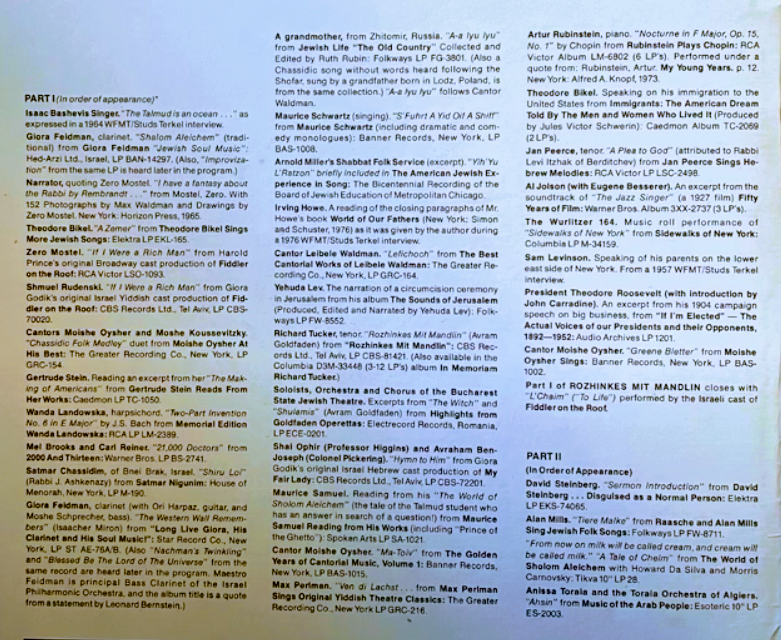 PART I (In order of appearance)*
Isaac Bashevis Singer. "The Talmud is an ocean . . ." as
expressed in a 1964 WFMT/Studs Terkel interview.
Giora Feldman, clarinet. "Shalom Aleichem" (tradi-
tional) from Giora Feldman "Jewish Soul Music":
Hed-Arzi Ltd., Israel, LP BAN-14297. (Also, "Improviza-
tion" from the same LP is heard later in the program.)
Narrator, quoting Zero Mostel. "I have a fantasy about
the Rabbi by Rembrandt . . ." from Mostel, Zero. With
152 Photographs by Max Waldman and Drawings by
Zero Mostel. New York: Horizon Press, 1965.
Theodore Bikel. "A Zemer" from Theodore Bikel Sings
More Jewish Songs: Elektra LP EKL-165.
Zero Mostel. "If I Were a Rich Man" from Harold
Prince's original Broadway cast production of Fiddler
on the Roof: RCA Victor LSO-1093.
Shmuel Rudenski. "If I Were a Rich Man" from Giora
Godik's original Israel Yiddish cast production of Fid-
dler on the Roof: CBS Records Ltd., Tel Aviv, LP CBS-
70020.
Cantors Moishe Oysher and Moshe Koussevitzky.
"Chassidic Folk Medley" duet from Moishe Oysher At
His Best: The Greater Recording Co., New York, LP
GRC-154.
Gertrude Stein. Reading an excerpt from her "The Mak-
ing of Americans" from Gertrude Stein Reads From
Her Works: Caedmon LP TC-1050.
Wanda Landowska, harpsichord. "Two-Part Invention
No. 6 in E Major" by J.S. Bach from Memorial Edition
Wanda Landowska: RCA LP LM-2389.
Mel Brooks and Carl Reiner. "21,000 Doctors" from
2000 And Thirteen: Warner Bros. LP BS-2741.
Satmar Chassidim, of Bnei Brak, Israel. "Shiru Loi"
(Rabbi J. Ashkenazy) from Satmar Nigunim: House of
Menorah, New York, LP M-190.
Giora Feldman, clarinet (with Ori Harpaz, guitar, and
Moshe Schprecher, bass). "The Western Wall Remem-
bers" (Isaacher Miron) from "Long Live Giora, His
Clarinet and His Soul Music!": Star Record Co., New
York, LP ST AE-76A/B. (Also "Nachman's Twinkling"
and "Blessed Be The Lord of The Universe" from the
same record are heard later in the program. Maestro
Feidman is principal Bass Clarinet of the Israel
Philharmonic Orchestra, and the album title is a quote
from a statement by Leonard Bernstein.)
A grandmother, from Zhitomir, Russia. "A-a lyu lyu"
from Jewish Life "The Old Country" Collected and
Edited by Ruth Rubin: Folkways LP FG-3801. (Also a
Chassidic song without words heard following the
Shofar, sung by a grandfather born in Lodz, Poland, is
from the same collection.) "A-a lyu lyu" follows Cantor
Waldman.
Maurice Schwartz (singing). "S'Fuhrt A Yid Oif A Shiff"
from Maurice Schwartz (including dramatic and com-
edy monologues): Banner Records, New York, LP
BAS-1008.
Arnold Miller's Shabbat Folk Service (excerpt). "Yih'Yu
L'Ratzon" briefly included in The American Jewish Ex-
perience in Song: The Bicentennial Recording of the
Board of Jewish Education of Metropolitan Chicago.
Irving Howe. A reading of the closing paragraphs of Mr.
Howe's book World of Our Fathers (New York: Simon
and Schuster, 1976) as it was given by the author during
a 1976 WFMT/Studs Terkel interview.
Cantor Leibele Waldman. "Lefichoch" from The Best
Cantorial Works of Leibele Waldman: The Greater Re-
cording Co., New York, LP GRC-164.
Yehuda Lev. The narration of a circumcision ceremony
in Jerusalem from his album The Sounds of Jerusalem
(Produced, Edited and Narrated by Yehuda Lev): Folk-
ways LP FW-8552.
Richard Tucker, tenor. "Rozhinkes Mit Mandlin" (Avram
Goldfaden) from "Rozhinkes Mit Mandlin": CBS Rec-
ords Ltd., Tel Aviv, LP CBS-81421. (Also available in the
Columbia D3M-33448 (3-12 LP's) album In Memoriam
Richard Tucker.)
Soloists, Orchestra and Chorus of the Bucharest
State Jewish Theatre. Excerpts from "The Witch" and
"Shulamis" (Avram Goldfaden) from Highlights from
Goldfaden Operettas: Electrecord Records, Romania,
LP ECE-0201.
Shai Ophir (Professor Higgins) and Avraham Ben-
Joseph (Colonel Pickering). "Hymn to Him" from Giora
Godik's original Israel Hebrew cast production of My
Fair Lady: CBS Records Ltd., Tel Aviv, LP CBS-72201.
Maurice Samuel. Reading from his "The World of
Sholom Aleichem" (the tale of the Talmud student who
has an answer in search of a question!) from Maurice
Samuel Reading from His Works (including "Prince of
the Ghetto"): Spoken Arts LP SA-1021.
Cantor Moishe Oysher. "Ma-Toiv" from The Golden
Years of Cantorial Music, Volume 1: Banner Records,
New York, LP BAS-1015.
Max Perlman. "Ven di Lachst . . . from Max Perlman
Sings Original Yiddish Theatre Classics: The Greater
Recording Co., New York LP GRC-216.
Artur Rubinstein, piano. "Nocturne in F Major, Op. 15,
No. 1" by Chopin from Rubinstein Plays Chopin: RCA
Victor Album LM-6802 (6 LP's). Performed under a
quote from: Rubinstein, Artur. My Young Years. p. 12.
New York: Alfred A. Knopf, 1973.
Theodore Bikel. Speaking on his immigration to the
United States from Immigrants: The American Dream
Told By The Men and Women Who Lived It (Produced
by Jules Victor Schwerin): Caedmon Album TC-2069
(2 LP's).
Jan Peerce, tenor. "A Plea to God" (attributed to Rabbi
Levi Itzhak of Berditchev) from Jan Peerce Sings He-
brew Melodies: RCA Victor LP LSC-2498.
Al Jolson (with Eugene Besserer). An excerpt from the
soundtrack of "The Jazz Singer" (a 1927 film) Fifty
Years of Film: Warner Bros. Album 3XX-2737 (3 LP's).
The Wurlitzer 164. Music roll performance of
"Sidewalks of New York" from Sidewalks of New York:
Columbia LP M-34159.
Sam Levinson. Speaking of his parents on the lower
east side of New York. From a 1957 WFMT/Studs Terkel
interview.
President Theodore Roosevelt (with introduction by
John Carradine). An excerpt from his 1904 campaign
speech on big business, from "If I'm Elected" — The
Actual Voices of our Presidents and their Opponents,
1892—1952: Audio Archives LP 1201.
Cantor Moishe Oysher. "Greene Bletter" from Moishe
Oysher Sings: Banner Records, New York, LP BAS-
1002.
Part I of ROZHINKES MIT MANDLIN closes with
"L'Chaim" ("To Life") performed by the Israeli cast of
Fiddler on the Roof.
PART II
(In Order of Appearance)
David Steinberg. "Sermon Introduction" from David
Steinberg . . . Disguised as a Normal Person: Elektra
LP EKS-74065.
Alan Mills. "Tiere Malke" from Raasche and Alan Mills
Sing Jewish Folk Songs: Folkways LP FW-8711.
"From now on milk will be called cream, and cream will
be called milk." "A Tale of Chelm" from The World of
Sholom Aleichem with Howard Da Silva and Morris
Carnovsky: Tikva 10" LP 28.
Anissa Toraia and the Toraia Orchestra of Algiers.
"Ahsin" from Music of the Arab People: Esoteric 10" LP
ES-2003.